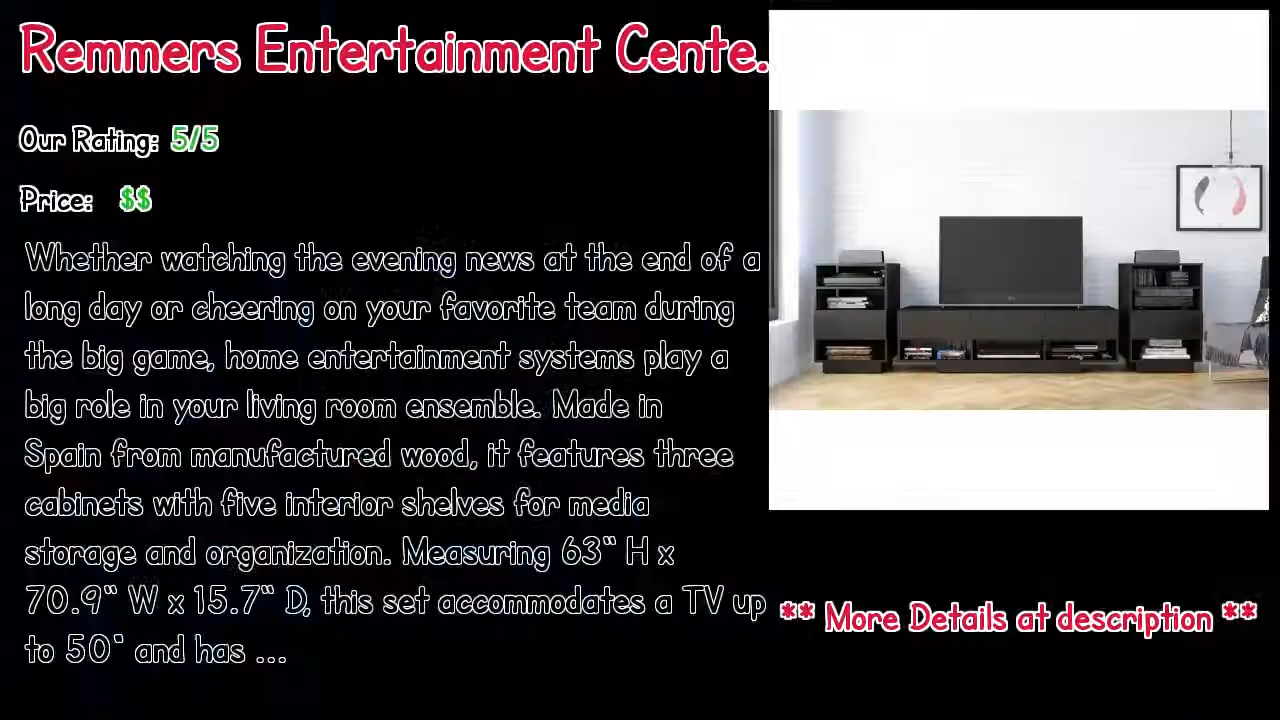 Remmers Entertainment Cente.
Our Rating: 5/5
Price: $$
Whether watching the evening news at the end of a
long day or cheering on your favorite team during
the big game, home entertainment systems play a
big role in your living room ensemble. Made in
Spain from manufactured wood, it features three
cabinets with five interior shelves for media
storage and organization. Measuring 63" H x
70.9" W x 15.7" D, this set accommodates a TV up
to 50` and has ...
** More Details at description **